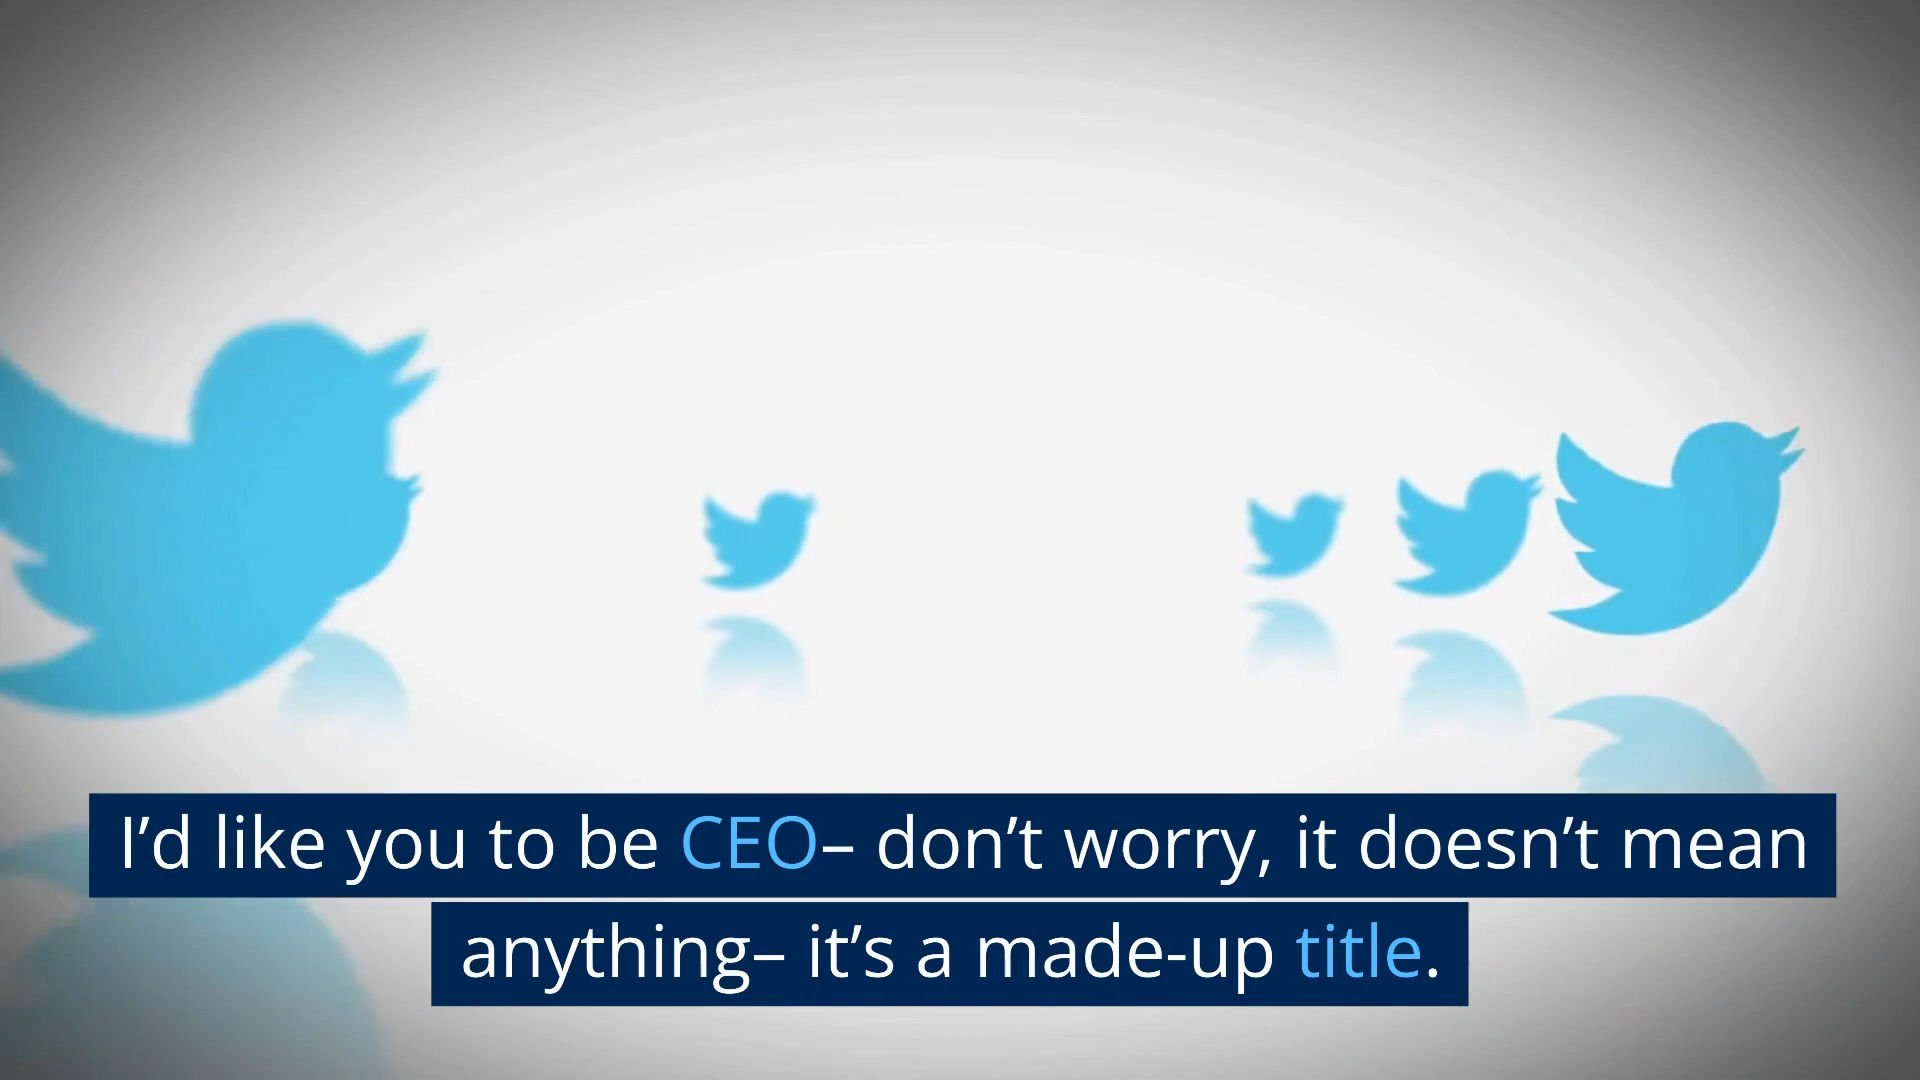 I’d like you to be CEO– don’t worry, it doesn’t mean
anything– it’s a made-up title.